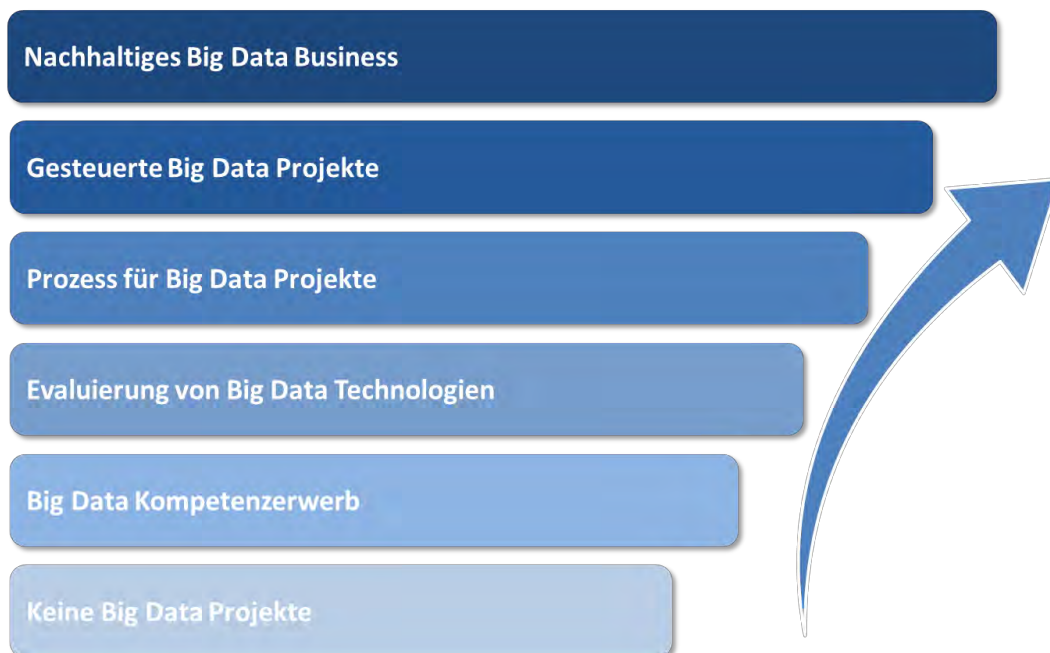 Nachhaltiges Big Data Business
Gesteuerte Big Data Projekte
Prozess für Big Data Projekte
Evaluierung von Big Data Technologien
Big Data Kompetenzerwerb
Keine Big Data Projekte